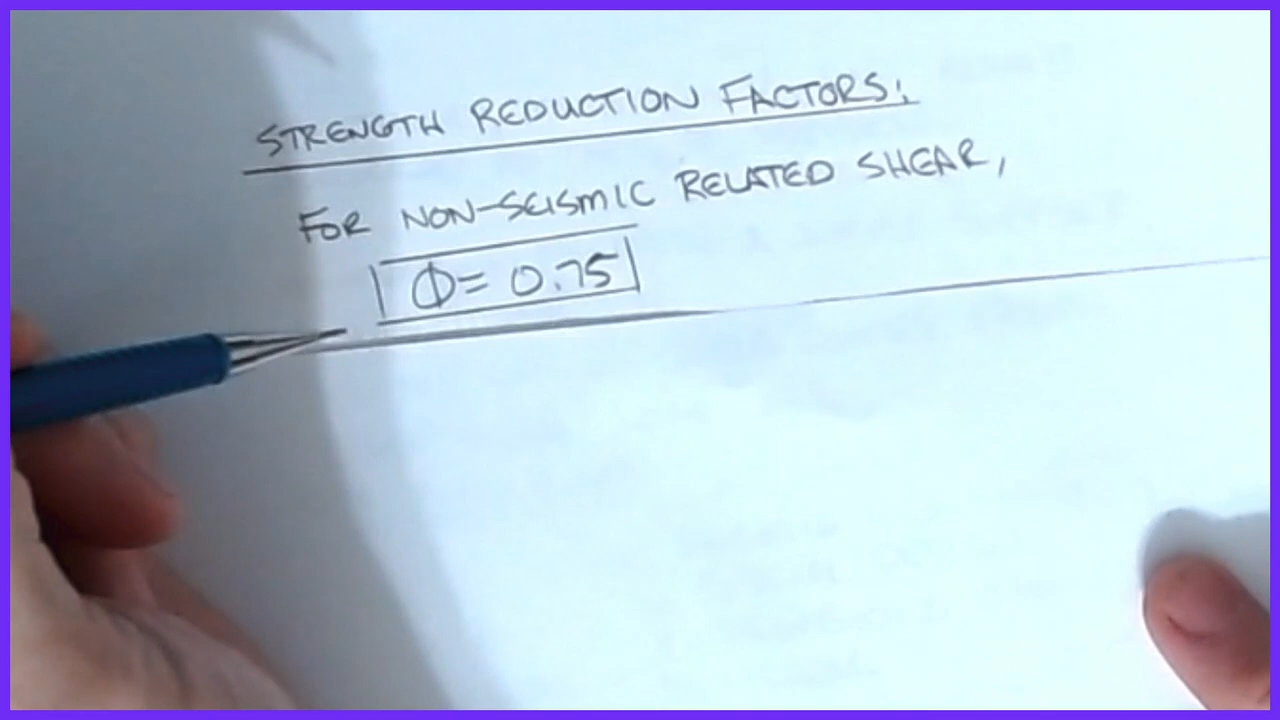 STRENGTH REDUCTION FACTORS:
FOR NON-SEISMIC RELATED SHEAR,
Φ = 0.75